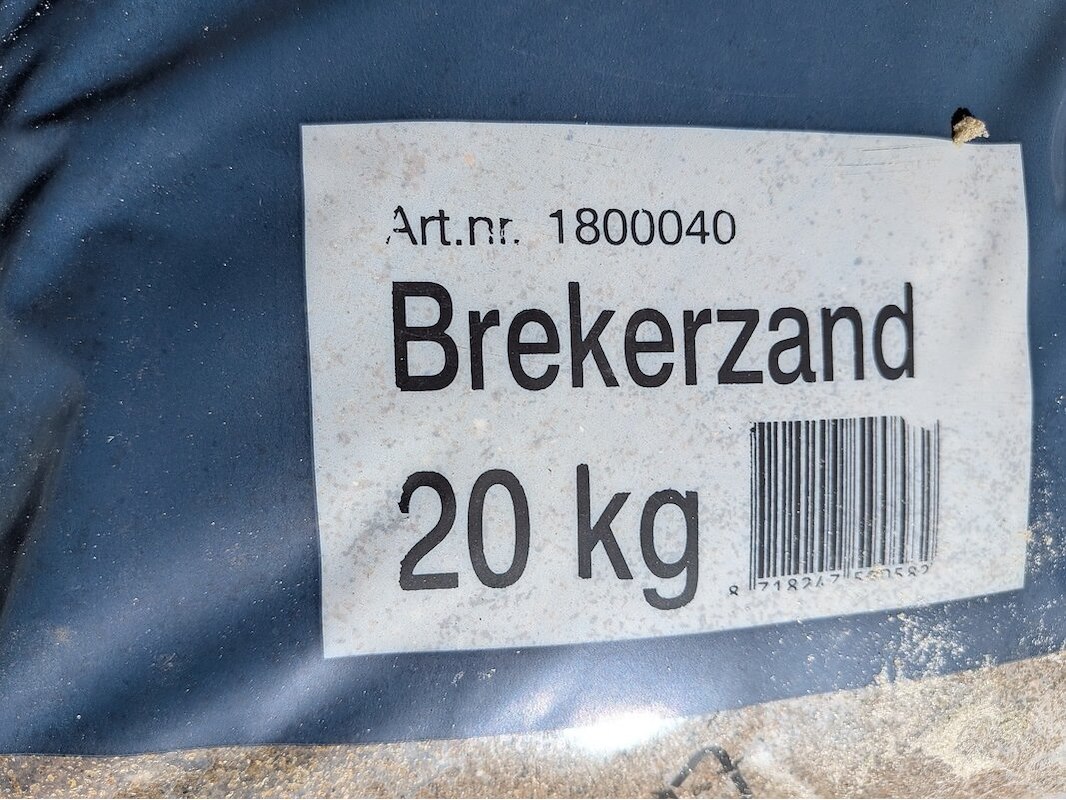 Art.nr. 1800040
Brekerzand
20 kg